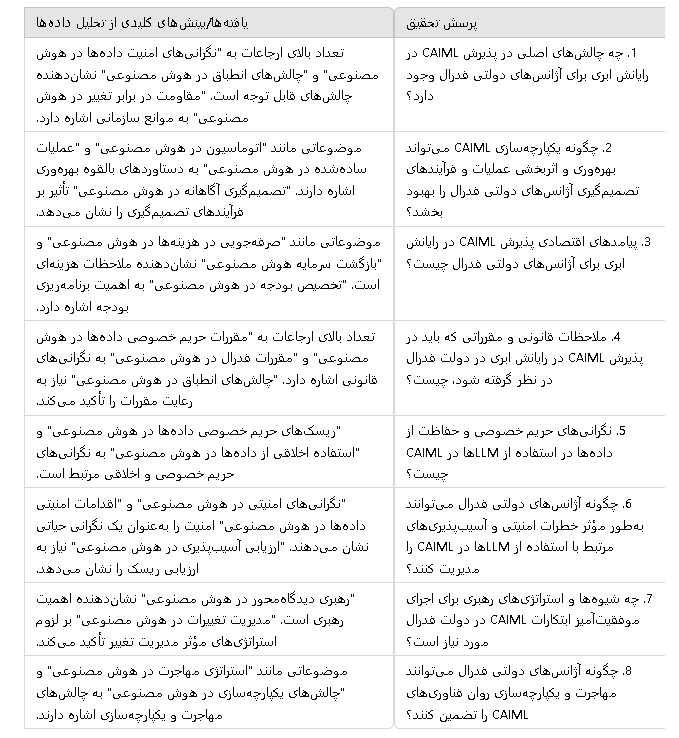 پرسش تحقیق
یافته‌ها/بینش‌های کلیدی از تحلیل داده‌ها
1. چه چالش‌های اصلی در پذیرش CAIML در
رایانش ابری برای آژانس‌های دولتی فدرال وجود
دارد؟
تعداد بالای ارجاعات به "نگرانی‌های امنیت داده‌ها در هوش
مصنوعی" و "چالش‌های انطباق در هوش مصنوعی" نشان‌دهنده
چالش‌های قابل توجه است. "مقاومت در برابر تغییر در هوش
مصنوعی" به موانع سازمانی اشاره دارد.
2. چگونه یکپارچه‌سازی CAIML می‌تواند
بهره‌وری و اثربخشی عملیات و فرآیندهای
تصمیم‌گیری آژانس‌های دولتی فدرال را بهبود
بخشد؟
موضوعاتی مانند "اتوماسیون در هوش مصنوعی" و "عملیات
ساده‌شده در هوش مصنوعی" به دستاوردهای بالقوه بهره‌وری
اشاره دارند. "تصمیم‌گیری آگاهانه در هوش مصنوعی" تأثیر بر
فرآیندهای تصمیم‌گیری را نشان می‌دهد.
3. پیامدهای اقتصادی پذیرش CAIML در رایانش
ابری برای آژانس‌های دولتی فدرال چیست؟
موضوعاتی مانند "صرفه‌جویی در هزینه‌ها در هوش مصنوعی" و
"بازگشت سرمایه هوش مصنوعی" نشان‌دهنده ملاحظات هزینه‌ای
است. "تخصیص بودجه در هوش مصنوعی" به اهمیت برنامه‌ریزی
بودجه اشاره دارد.
4. ملاحظات قانونی و مقرراتی که باید در
پذیرش CAIML در رایانش ابری در دولت فدرال
در نظر گرفته شود، چیست؟
تعداد بالای ارجاعات به "مقررات حریم خصوصی داده‌ها در هوش
مصنوعی" و "مقررات فدرال در هوش مصنوعی" به نگرانی‌های
قانونی اشاره دارد. "چالش‌های انطباق در هوش مصنوعی" نیاز به
رعایت مقررات را تأکید می‌کند.
5. نگرانی‌های حریم خصوصی و حفاظت از
داده‌ها در استفاده از LLMها در CAIML
چیست؟
"ریسک‌های حریم خصوصی داده‌ها در هوش مصنوعی" و
"استفاده اخلاقی از داده‌ها در هوش مصنوعی" به نگرانی‌های
حریم خصوصی و اخلاقی مرتبط است.
6. چگونه آژانس‌های دولتی فدرال می‌توانند
به‌طور مؤثر خطرات امنیتی و آسیب‌پذیری‌های
مرتبط با استفاده از LLMها در CAIML را
مدیریت کنند؟
"نگرانی‌های امنیتی در هوش مصنوعی" و "اقدامات امنیتی
داده‌ها در هوش مصنوعی" امنیت را به‌عنوان یک نگرانی حیاتی
نشان می‌دهند. "ارزیابی آسیب‌پذیری در هوش مصنوعی" نیاز به
ارزیابی ریسک را نشان می‌دهد.
7. چه شیوه‌ها و استراتژی‌های رهبری برای اجرای
موفقیت‌آمیز ابتکارات CAIML در دولت فدرال
مورد نیاز است؟
"رهبری دیدگاه‌محور در هوش مصنوعی" نشان‌دهنده اهمیت
رهبری است. "مدیریت تغییرات در هوش مصنوعی" بر لزوم
استراتژی‌های مؤثر مدیریت تغییر تأکید می‌کند.
8. چگونه آژانس‌های دولتی فدرال می‌توانند
مهاجرت و یکپارچه‌سازی روان فناوری‌های
CAIML را تضمین کنند؟
موضوعاتی مانند "استراتژی مهاجرت در هوش مصنوعی" و
"چالش‌های یکپارچه‌سازی در هوش مصنوعی" به چالش‌های
مهاجرت و یکپارچه‌سازی اشاره دارند.